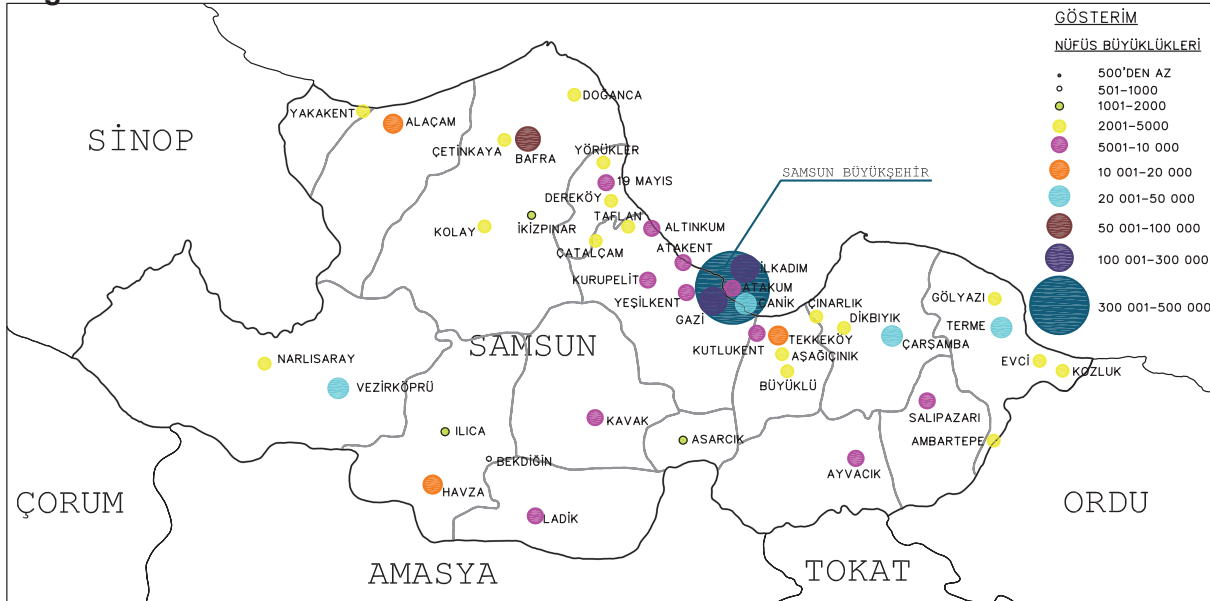 GÖSTERİM
NÜFÜS BÜYÜKLÜKLERİ
500'DEN AZ
501-1000
1001-2000
2001-5000
5001-10 000
10 001-20 000
20 001-50 000
50 001-100 000
100 001-300 000
300 001-500 000
SİNOP
YAKAKENT
ALAÇAM
DOGANCA
ÇETİNKAYA
BAFRA
YÖRÜKLER
19 MAYIS
DEREKÖY
TAFLAN
İKİZPINAR
KOLAY
ÇATALÇAM
ALTINKUM
ATAKENT
SAMSUN BÜYÜKŞEHİR
KURUPELİT
YEŞİLKENT
İLKADIM
ATAKUM
CANİK
GAZİ
KUTLUKENT
ÇINARLIK
DİKBIYIK
TEKKEKÖY
AŞAĞIÇINIK
BÜYÜKLÜ
ÇARŞAMBA
GÖLYAZI
TERME
EVCİ
KOZLUK
SAMSUN
NARLISARAY
VEZİRKÖPRÜ
KAVAK
SALIPAZARI
ILICA
ASARCIK
AMBARTEPE
BEKDİĞİN
AYVACIK
HAVZA
LADİK
ÇORUM
AMASYA
TOKAT
ORDU